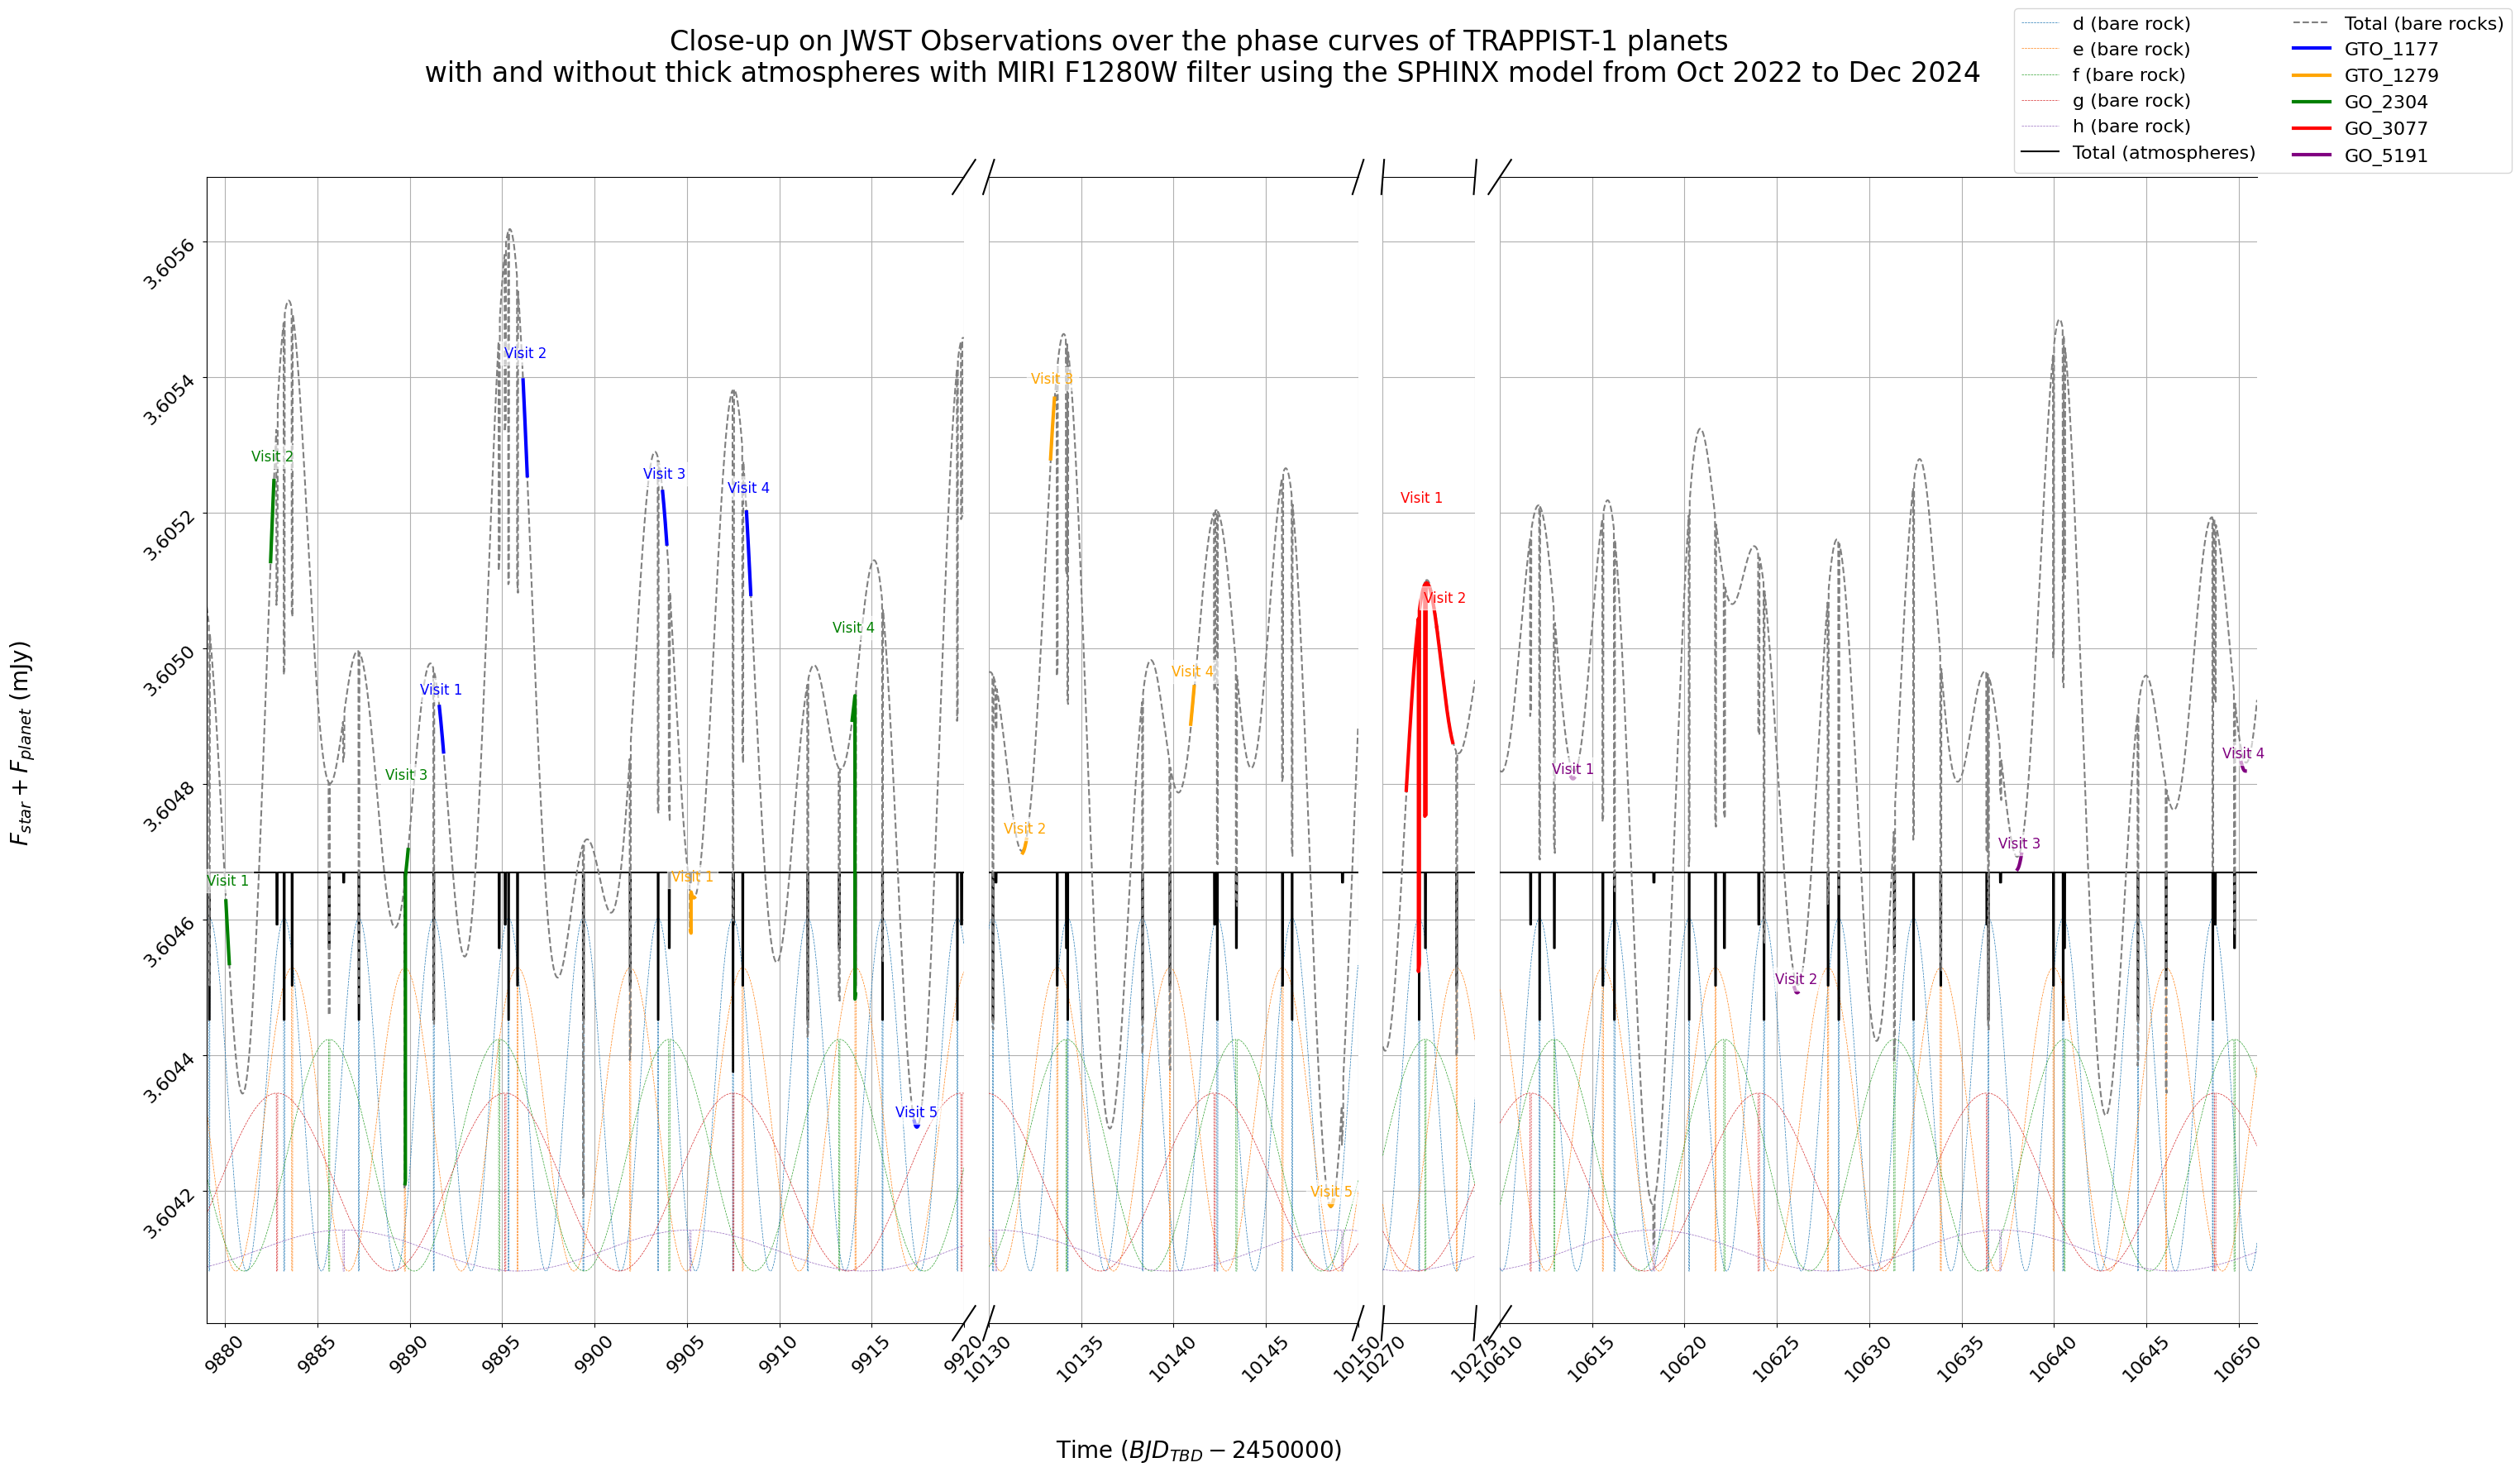 Close-up on JWST Observations over the phase curves of TRAPPIST-1 planets
with and without thick atmospheres with MIRI F1280W filter using the SPHINX model from Oct 2022 to Dec 2024
d (bare rock)
e (bare rock)
f (bare rock)
g (bare rock)
h (bare rock)
Total (atmospheres)
Total (bare rocks)
GTO_1177
GTO_1279
GO_2304
GO_3077
GO_5191
F_star + F_planet (mJy)
3.6056
3.6054
3.6052
3.6050
3.6048
3.6046
3.6044
3.6042
Visit 1
Visit 2
Visit 3
Visit 4
Visit 1
Visit 2
Visit 3
Visit 4
Visit 5
Visit 1
Visit 2
Visit 3
Visit 4
Visit 5
Visit 1
Visit 2
Visit 1
Visit 2
Visit 3
Visit 4
9880
9885
9890
9895
9900
9905
9910
9915
9920
10130
10135
10140
10145
10150
10270
10275
10610
10615
10620
10625
10630
10635
10640
10645
10650
Time (BJD_TBD − 2450000)